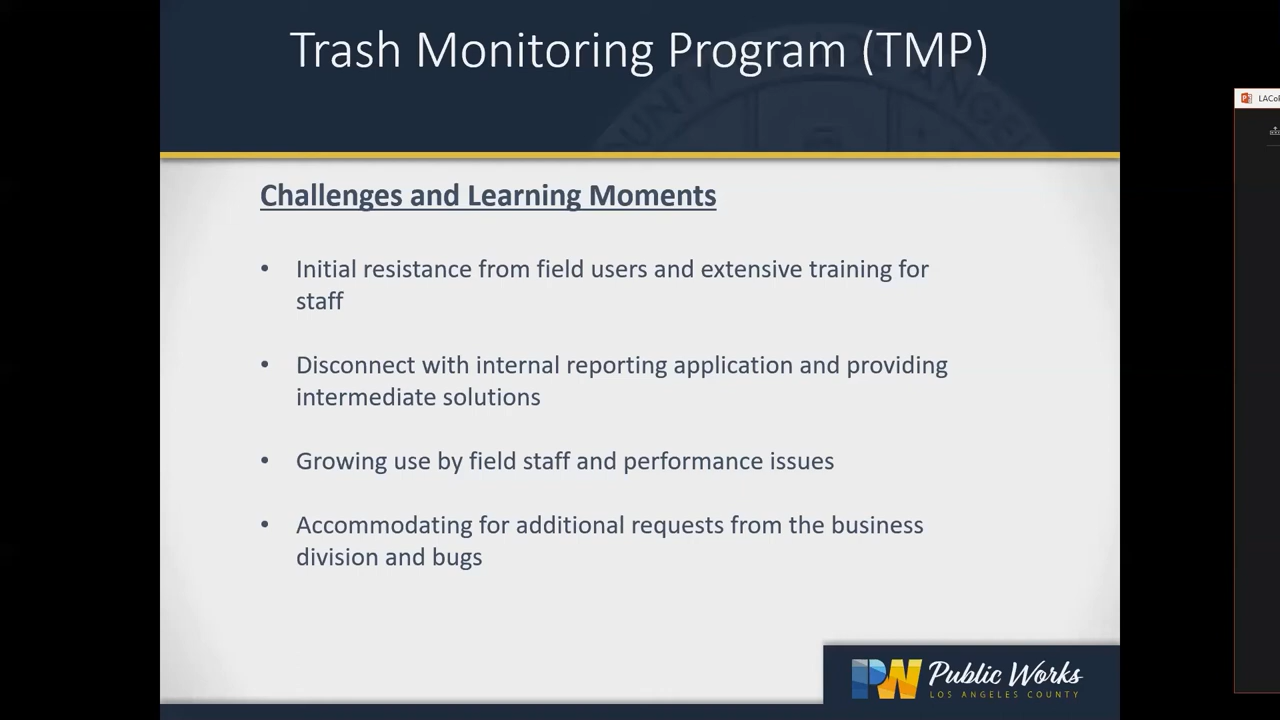 Trash Monitoring Program (TMP)
LACoP
Challenges and Learning Moments
• Initial resistance from field users and extensive training for
staff
• Disconnect with internal reporting application and providing
intermediate solutions
• Growing use by field staff and performance issues
• Accommodating for additional requests from the business
division and bugs
PW Public Works
LOS ANGELES COUNTY